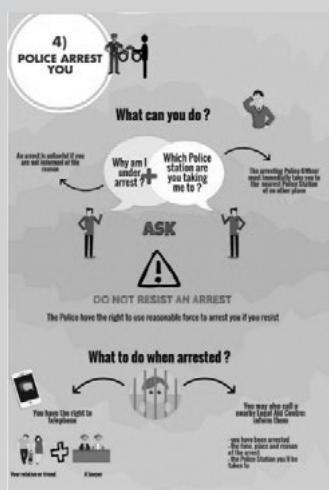 4)
POLICE ARREST
YOU
What can you do ?
An arrest is unlawful if you
are not informed of the
reason
Why am I
under
arrest ?
+
Which Police
station are
you taking
me to ?
The arresting Police Officer
must immediately take you to
the nearest Police Station
or no other place
ASK
!
DO NOT RESIST AN ARREST
The Police have the right to use reasonable force to arrest you if you resist
What to do when arrested ?
You have the right to
Telephone
Your relative or friend
+
A lawyer
You may also call a
nearby Legal Aid Centre:
inform them
- you have been arrested
- the time, place and reason
of the arrest
- the Police Station you'll be
taken to